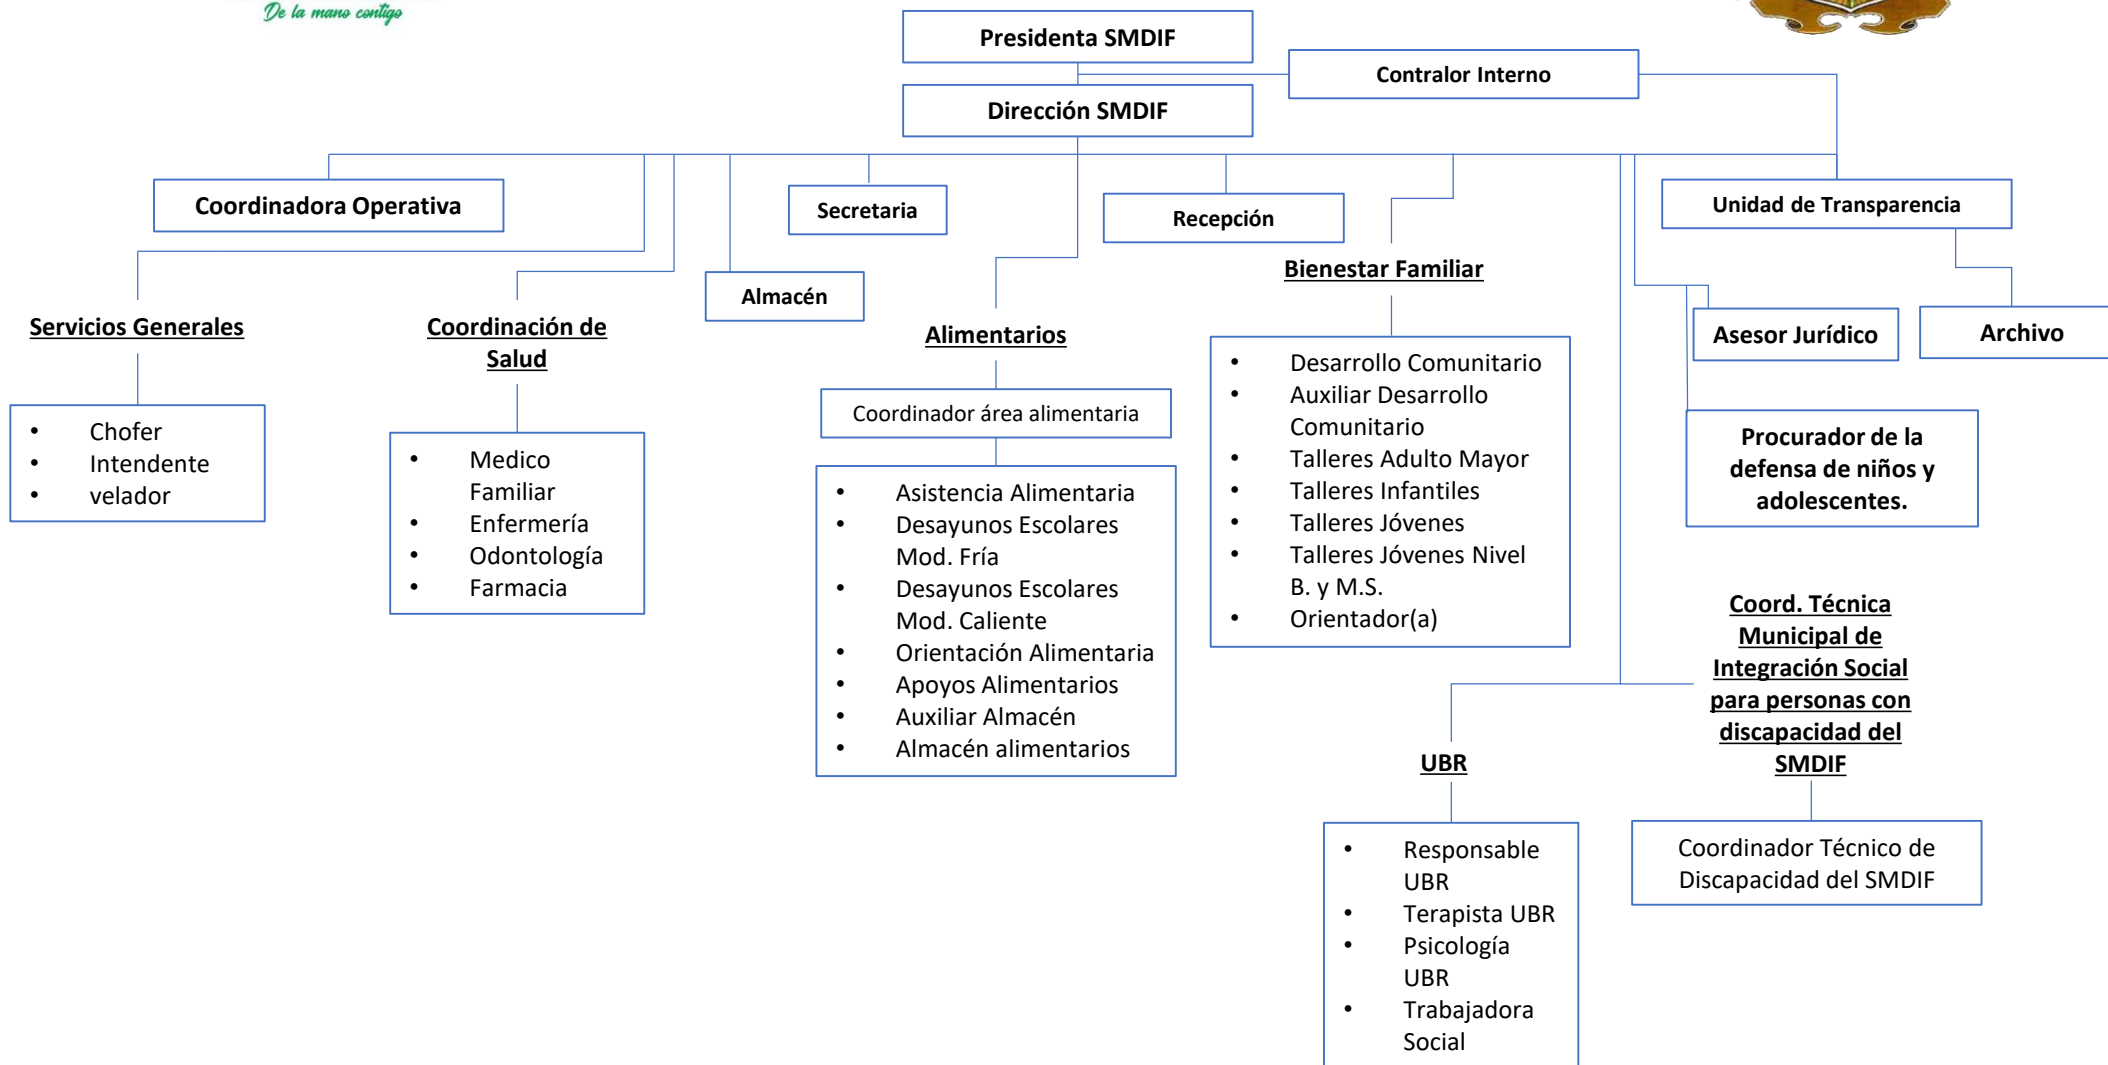 De la mano contigo
Presidenta SMDIF
Contralor Interno
Dirección SMDIF
Coordinadora Operativa
Secretaria
Recepción
Unidad de Transparencia
Almacén
Bienestar Familiar
Servicios Generales
Coordinación de
Salud
Alimentarios
Asesor Jurídico
Archivo
• Chofer
• Intendente
• velador
• Medico
Familiar
• Enfermería
• Odontología
• Farmacia
Coordinador área alimentaria
• Asistencia Alimentaria
• Desayunos Escolares
Mod. Fría
• Desayunos Escolares
Mod. Caliente
• Orientación Alimentaria
• Apoyos Alimentarios
• Auxiliar Almacén
• Almacén alimentarios
• Desarrollo Comunitario
• Auxiliar Desarrollo
Comunitario
• Talleres Adulto Mayor
• Talleres Infantiles
• Talleres Jóvenes
• Talleres Jóvenes Nivel
B. y M.S.
• Orientador(a)
Procurador de la
defensa de niños y
adolescentes.
Coord. Técnica
Municipal de
Integración Social
para personas con
discapacidad del
SMDIF
UBR
• Responsable
UBR
• Terapista UBR
• Psicología
UBR
• Trabajadora
Social
Coordinador Técnico de
Discapacidad del SMDIF